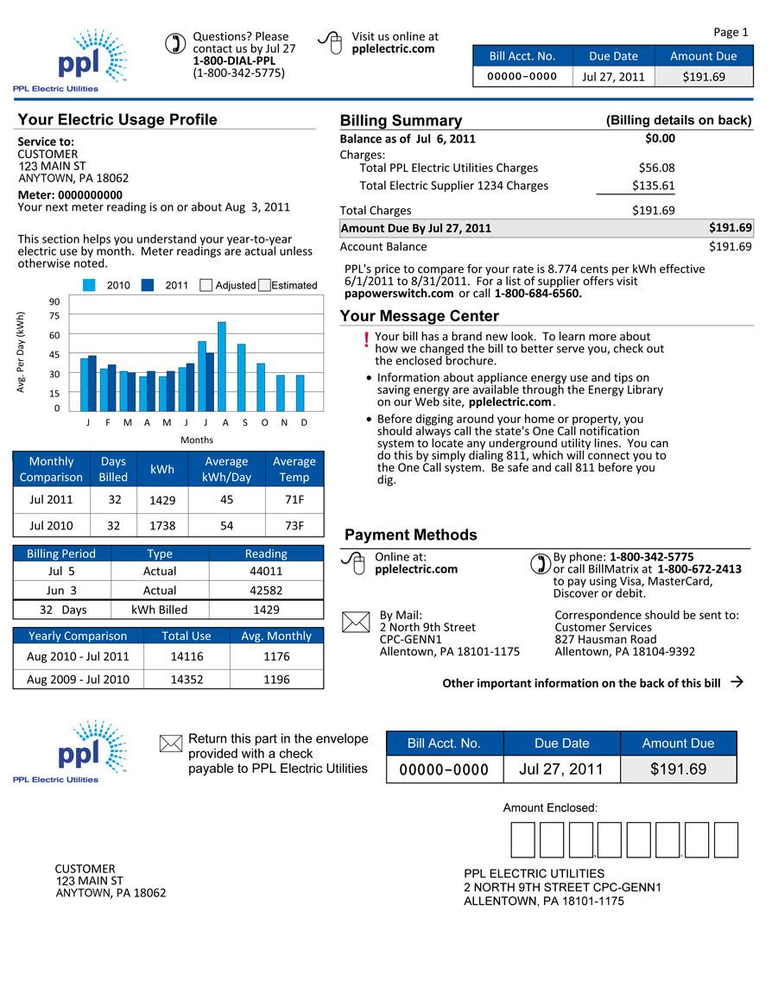 Page 1
ppl
TM
PPL Electric Utilities
Questions? Please
contact us by Jul 27
1-800-DIAL-PPL
(1-800-342-5775)
Visit us online at
pplelectric.com
Bill Acct. No. Due Date Amount Due
00000-0000 Jul 27, 2011 $191.69
Your Electric Usage Profile
Service to:
CUSTOMER
123 MAIN ST
ANYTOWN, PA 18062
Meter: 0000000000
Your next meter reading is on or about Aug 3, 2011
This section helps you understand your year-to-year
electric use by month. Meter readings are actual unless
otherwise noted.
2010 2011 Adjusted Estimated
Avg. Per Day (kWh)
90
75
60
45
30
15
0
J F M A M J J A S O N D
Months
Monthly Comparison Days Billed kWh Average kWh/Day Average Temp
Jul 2011 32 1429 45 71F
Jul 2010 32 1738 54 73F
Billing Period Type Reading
Jul 5 Actual 44011
Jun 3 Actual 42582
32 Days kWh Billed 1429
Yearly Comparison Total Use Avg. Monthly
Aug 2010 - Jul 2011 14116 1176
Aug 2009 - Jul 2010 14352 1196
Billing Summary (Billing details on back)
Balance as of Jul 6, 2011 $0.00
Charges:
Total PPL Electric Utilities Charges $56.08
Total Electric Supplier 1234 Charges $135.61
Total Charges $191.69
Amount Due By Jul 27, 2011 $191.69
Account Balance $191.69
PPL's price to compare for your rate is 8.774 cents per kWh effective
6/1/2011 to 8/31/2011. For a list of supplier offers visit
papowerswitch.com or call 1-800-684-6560.
Your Message Center
! Your bill has a brand new look. To learn more about
how we changed the bill to better serve you, check out
the enclosed brochure.
• Information about appliance energy use and tips on
saving energy are available through the Energy Library
on our Web site, pplelectric.com.
• Before digging around your home or property, you
should always call the state's One Call notification
system to locate any underground utility lines. You can
do this by simply dialing 811, which will connect you to
the One Call system. Be safe and call 811 before you
dig.
Payment Methods
Online at:
pplelectric.com
By phone: 1-800-342-5775
or call BillMatrix at 1-800-672-2413
to pay using Visa, MasterCard,
Discover or debit.
By Mail:
2 North 9th Street
CPC-GENN1
Allentown, PA 18101-1175
Correspondence should be sent to:
Customer Services
827 Hausman Road
Allentown, PA 18104-9392
Other important information on the back of this bill →
ppl
TM
PPL Electric Utilities
Return this part in the envelope
provided with a check
payable to PPL Electric Utilities
Bill Acct. No. Due Date Amount Due
00000-0000 Jul 27, 2011 $191.69
Amount Enclosed:
CUSTOMER
123 MAIN ST
ANYTOWN, PA 18062
PPL ELECTRIC UTILITIES
2 NORTH 9TH STREET CPC-GENN1
ALLENTOWN, PA 18101-1175